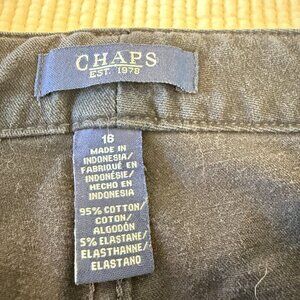 CHAPS
EST. 1978
16
MADE IN
INDONESIA/
FABRIQUÉ EN
INDONÉSIE/
HECHO EN
INDONESIA
95% COTTON/
COTON/
ALGODÓN
5% ELASTANE/
ELASTHANNE/
ELASTANO